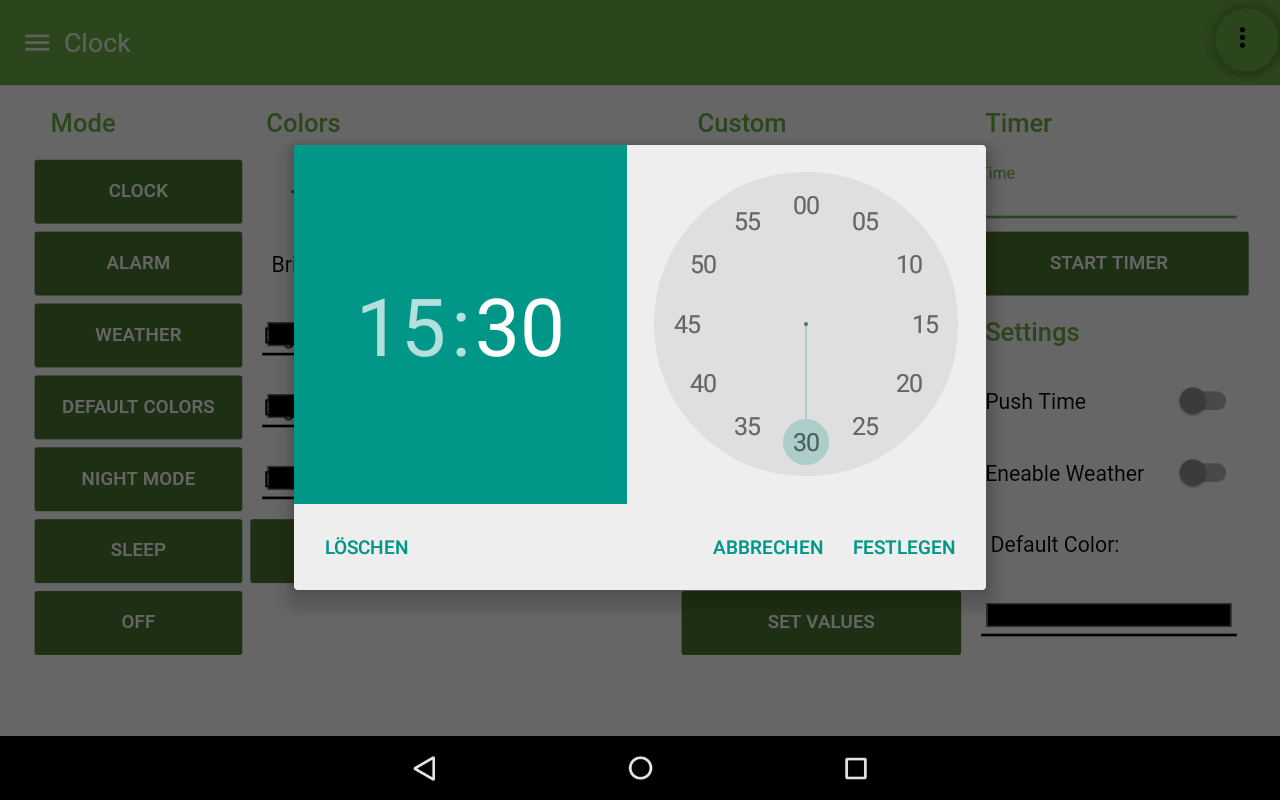 Clock
Mode
Colors
Custom
Timer
CLOCK
ALARM
WEATHER
DEFAULT COLORS
NIGHT MODE
SLEEP
OFF
15:30
00
05
10
15
20
25
30
35
40
45
50
55
LÖSCHEN
ABBRECHEN
FESTLEGEN
SET VALUES
START TIMER
Settings
Push Time
Eneable Weather
Default Color: